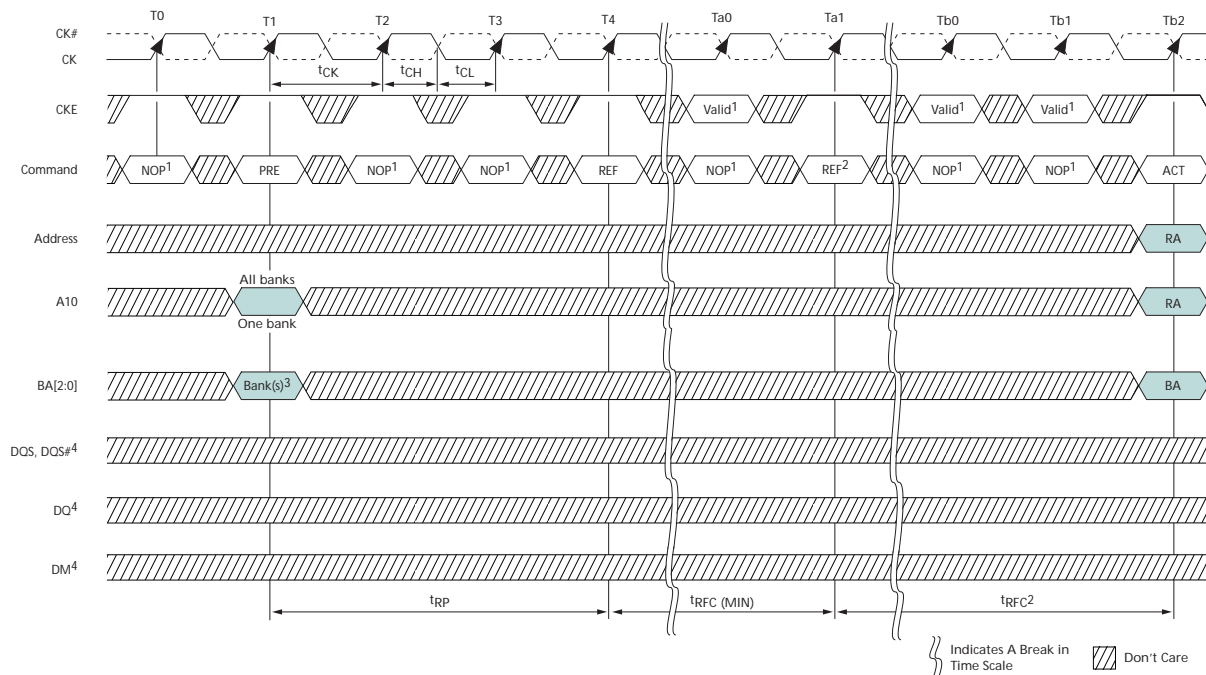 T0 T1 T2 T3 T4 Ta0 Ta1 Tb0 Tb1 Tb2
CK#
CK
tCK tCH tCL
CKE Valid1 Valid1 Valid1
Command NOP1 PRE NOP1 NOP1 REF NOP1 REF2 NOP1 NOP1 ACT
Address RA
All banks
A10 RA
One bank
BA[2:0] Bank(s)3 BA
DQS, DQS#4
DQ4
DM4
tRP tRFC (MIN) tRFC2
Indicates A Break in
Time Scale
Don't Care